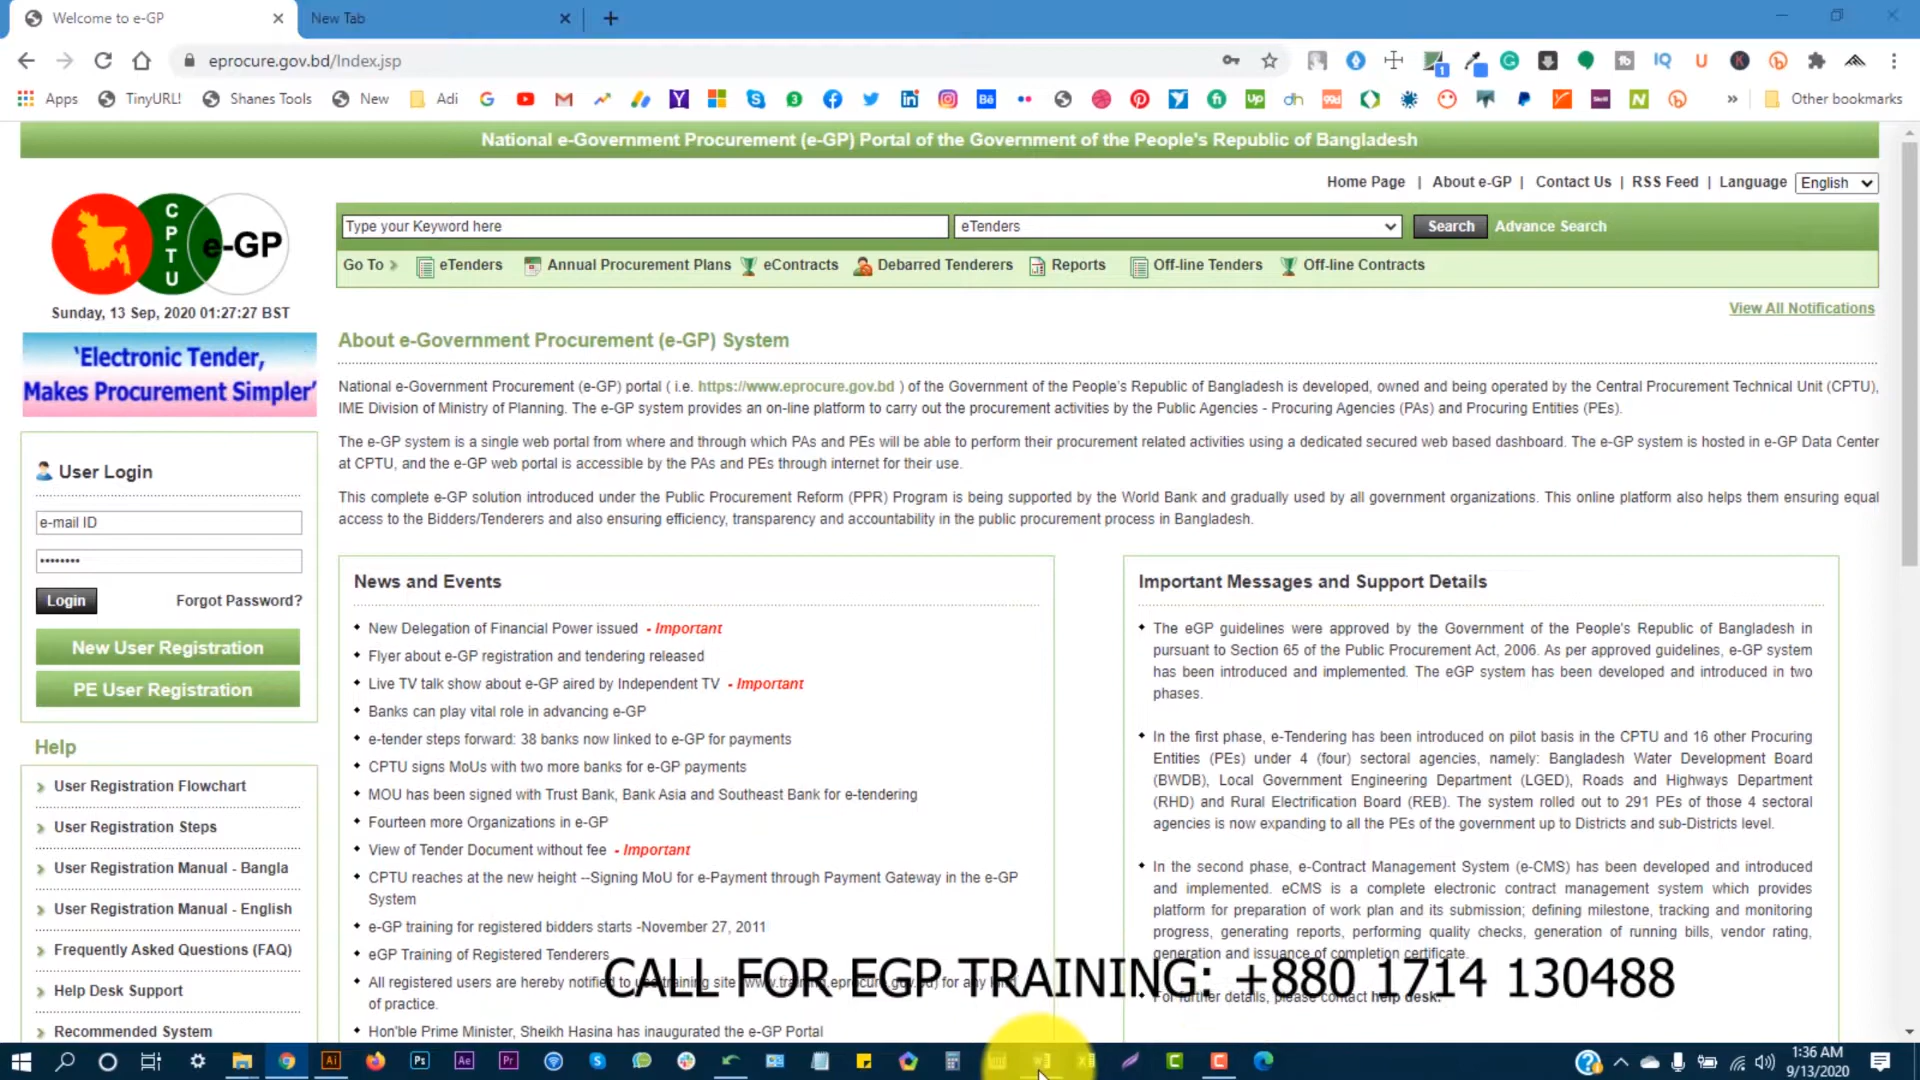 Welcome to e-GP
New Tab
eprocure.gov.bd/Index.jsp
Apps
TinyURL!
Shanes Tools
New
Adi
Other bookmarks
National e-Government Procurement (e-GP) Portal of the Government of the People's Republic of Bangladesh
Home Page | About e-GP | Contact Us | RSS Feed | Language English
CPTU e-GP
Type your Keyword here
eTenders
Search
Advance Search
Go To
eTenders
Annual Procurement Plans
eContracts
Debarred Tenderers
Reports
Off-line Tenders
Off-line Contracts
Sunday, 13 Sep, 2020 01:27:27 BST
View All Notifications
'Electronic Tender,
Makes Procurement Simpler'
About e-Government Procurement (e-GP) System
National e-Government Procurement (e-GP) portal ( i.e. https://www.eprocure.gov.bd ) of the Government of the People's Republic of Bangladesh is developed, owned and being operated by the Central Procurement Technical Unit (CPTU),
IME Division of Ministry of Planning. The e-GP system provides an on-line platform to carry out the procurement activities by the Public Agencies - Procuring Agencies (PAs) and Procuring Entities (PEs).
The e-GP system is a single web portal from where and through which PAs and PEs will be able to perform their procurement related activities using a dedicated secured web based dashboard. The e-GP system is hosted in e-GP Data Center
at CPTU, and the e-GP web portal is accessible by the PAs and PEs through internet for their use.
This complete e-GP solution introduced under the Public Procurement Reform (PPR) Program is being supported by the World Bank and gradually used by all government organizations. This online platform also helps them ensuring equal
access to the Bidders/Tenderers and also ensuring efficiency, transparency and accountability in the public procurement process in Bangladesh.
User Login
e-mail ID
••••••••
Login
Forgot Password?
New User Registration
PE User Registration
Help
User Registration Flowchart
User Registration Steps
User Registration Manual - Bangla
User Registration Manual - English
Frequently Asked Questions (FAQ)
Help Desk Support
Recommended System
News and Events
New Delegation of Financial Power issued - Important
Flyer about e-GP registration and tendering released
Live TV talk show about e-GP aired by Independent TV - Important
Banks can play vital role in advancing e-GP
e-tender steps forward: 38 banks now linked to e-GP for payments
CPTU signs MoUs with two more banks for e-GP payments
MOU has been signed with Trust Bank, Bank Asia and Southeast Bank for e-tendering
Fourteen more Organizations in e-GP
View of Tender Document without fee - Important
CPTU reaches at the new height --Signing MoU for e-Payment through Payment Gateway in the e-GP
System
e-GP training for registered bidders starts -November 27, 2011
eGP Training of Registered Tenderers
All registered users are hereby notified to use training site (www.training.eprocure.gov.bd) for any kind
of practice.
Hon'ble Prime Minister, Sheikh Hasina has inaugurated the e-GP Portal
Important Messages and Support Details
The eGP guidelines were approved by the Government of the People's Republic of Bangladesh in
pursuant to Section 65 of the Public Procurement Act, 2006. As per approved guidelines, e-GP system
has been introduced and implemented. The eGP system has been developed and introduced in two
phases.
In the first phase, e-Tendering has been introduced on pilot basis in the CPTU and 16 other Procuring
Entities (PEs) under 4 (four) sectoral agencies, namely: Bangladesh Water Development Board
(BWDB), Local Government Engineering Department (LGED), Roads and Highways Department
(RHD) and Rural Electrification Board (REB). The system rolled out to 291 PEs of those 4 sectoral
agencies is now expanding to all the PEs of the government up to Districts and sub-Districts level.
In the second phase, e-Contract Management System (e-CMS) has been developed and introduced
and implemented. eCMS is a complete electronic contract management system which provides
platform for preparation of work plan and its submission; defining milestone, tracking and monitoring
progress, generating reports, performing quality checks, generation of running bills, vendor rating,
generation and issuance of completion certificate.
For further details, please contact help desk.
CALL FOR EGP TRAINING: +880 1714 130488
1:36 AM
9/13/2020